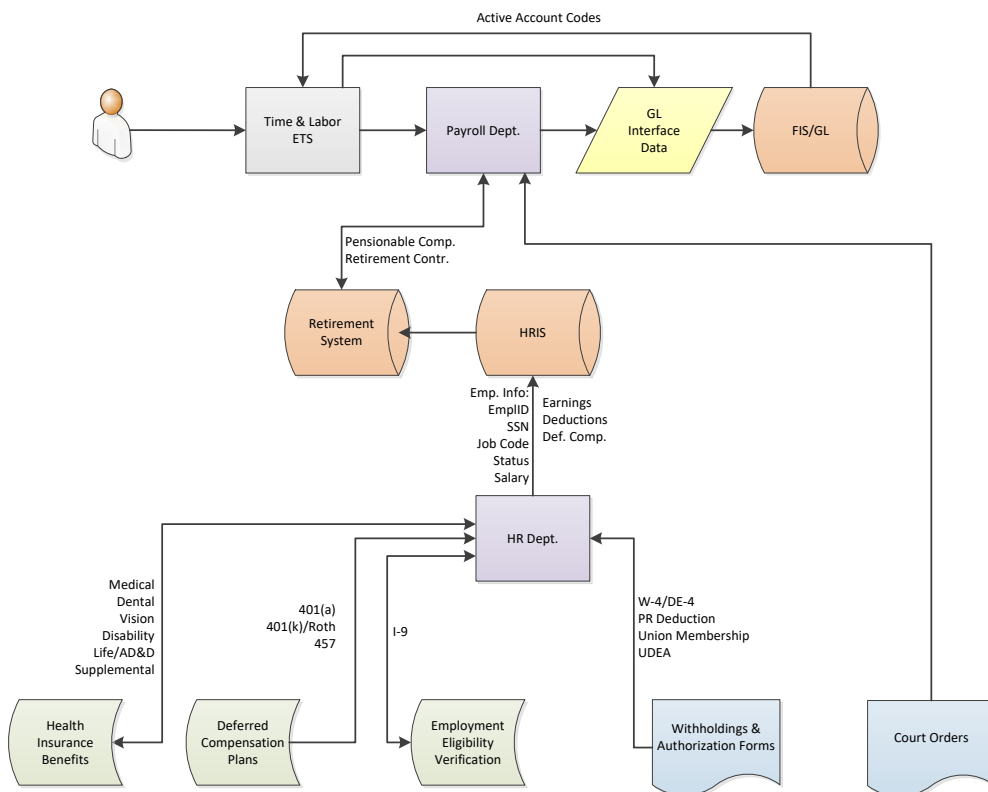 Active Account Codes
Time & Labor
ETS
Payroll Dept.
GL
Interface
Data
FIS/GL
Pensionable Comp.
Retirement Contr.
Retirement
System
HRIS
Emp. Info:
EmplID
SSN
Job Code
Status
Salary
Earnings
Deductions
Def. Comp.
HR Dept.
Medical
Dental
Vision
Disability
Life/AD&D
Supplemental
401(a)
401(k)/Roth
457
I-9
W-4/DE-4
PR Deduction
Union Membership
UDEA
Health
Insurance
Benefits
Deferred
Compensation
Plans
Employment
Eligibility
Verification
Withholdings &
Authorization Forms
Court Orders